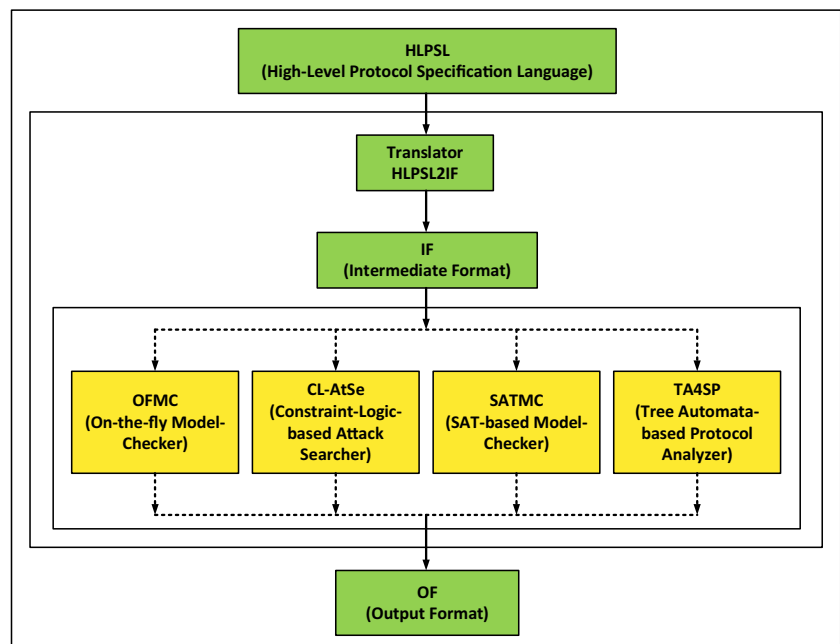 HLPSL
(High-Level Protocol Specification Language)
Translator
HLPSL2IF
IF
(Intermediate Format)
OFMC
(On-the-fly Model-
Checker)
CL-AtSe
(Constraint-Logic-
based Attack
Searcher)
SATMC
(SAT-based Model-
Checker)
TA4SP
(Tree Automata-
based Protocol
Analyzer)
OF
(Output Format)